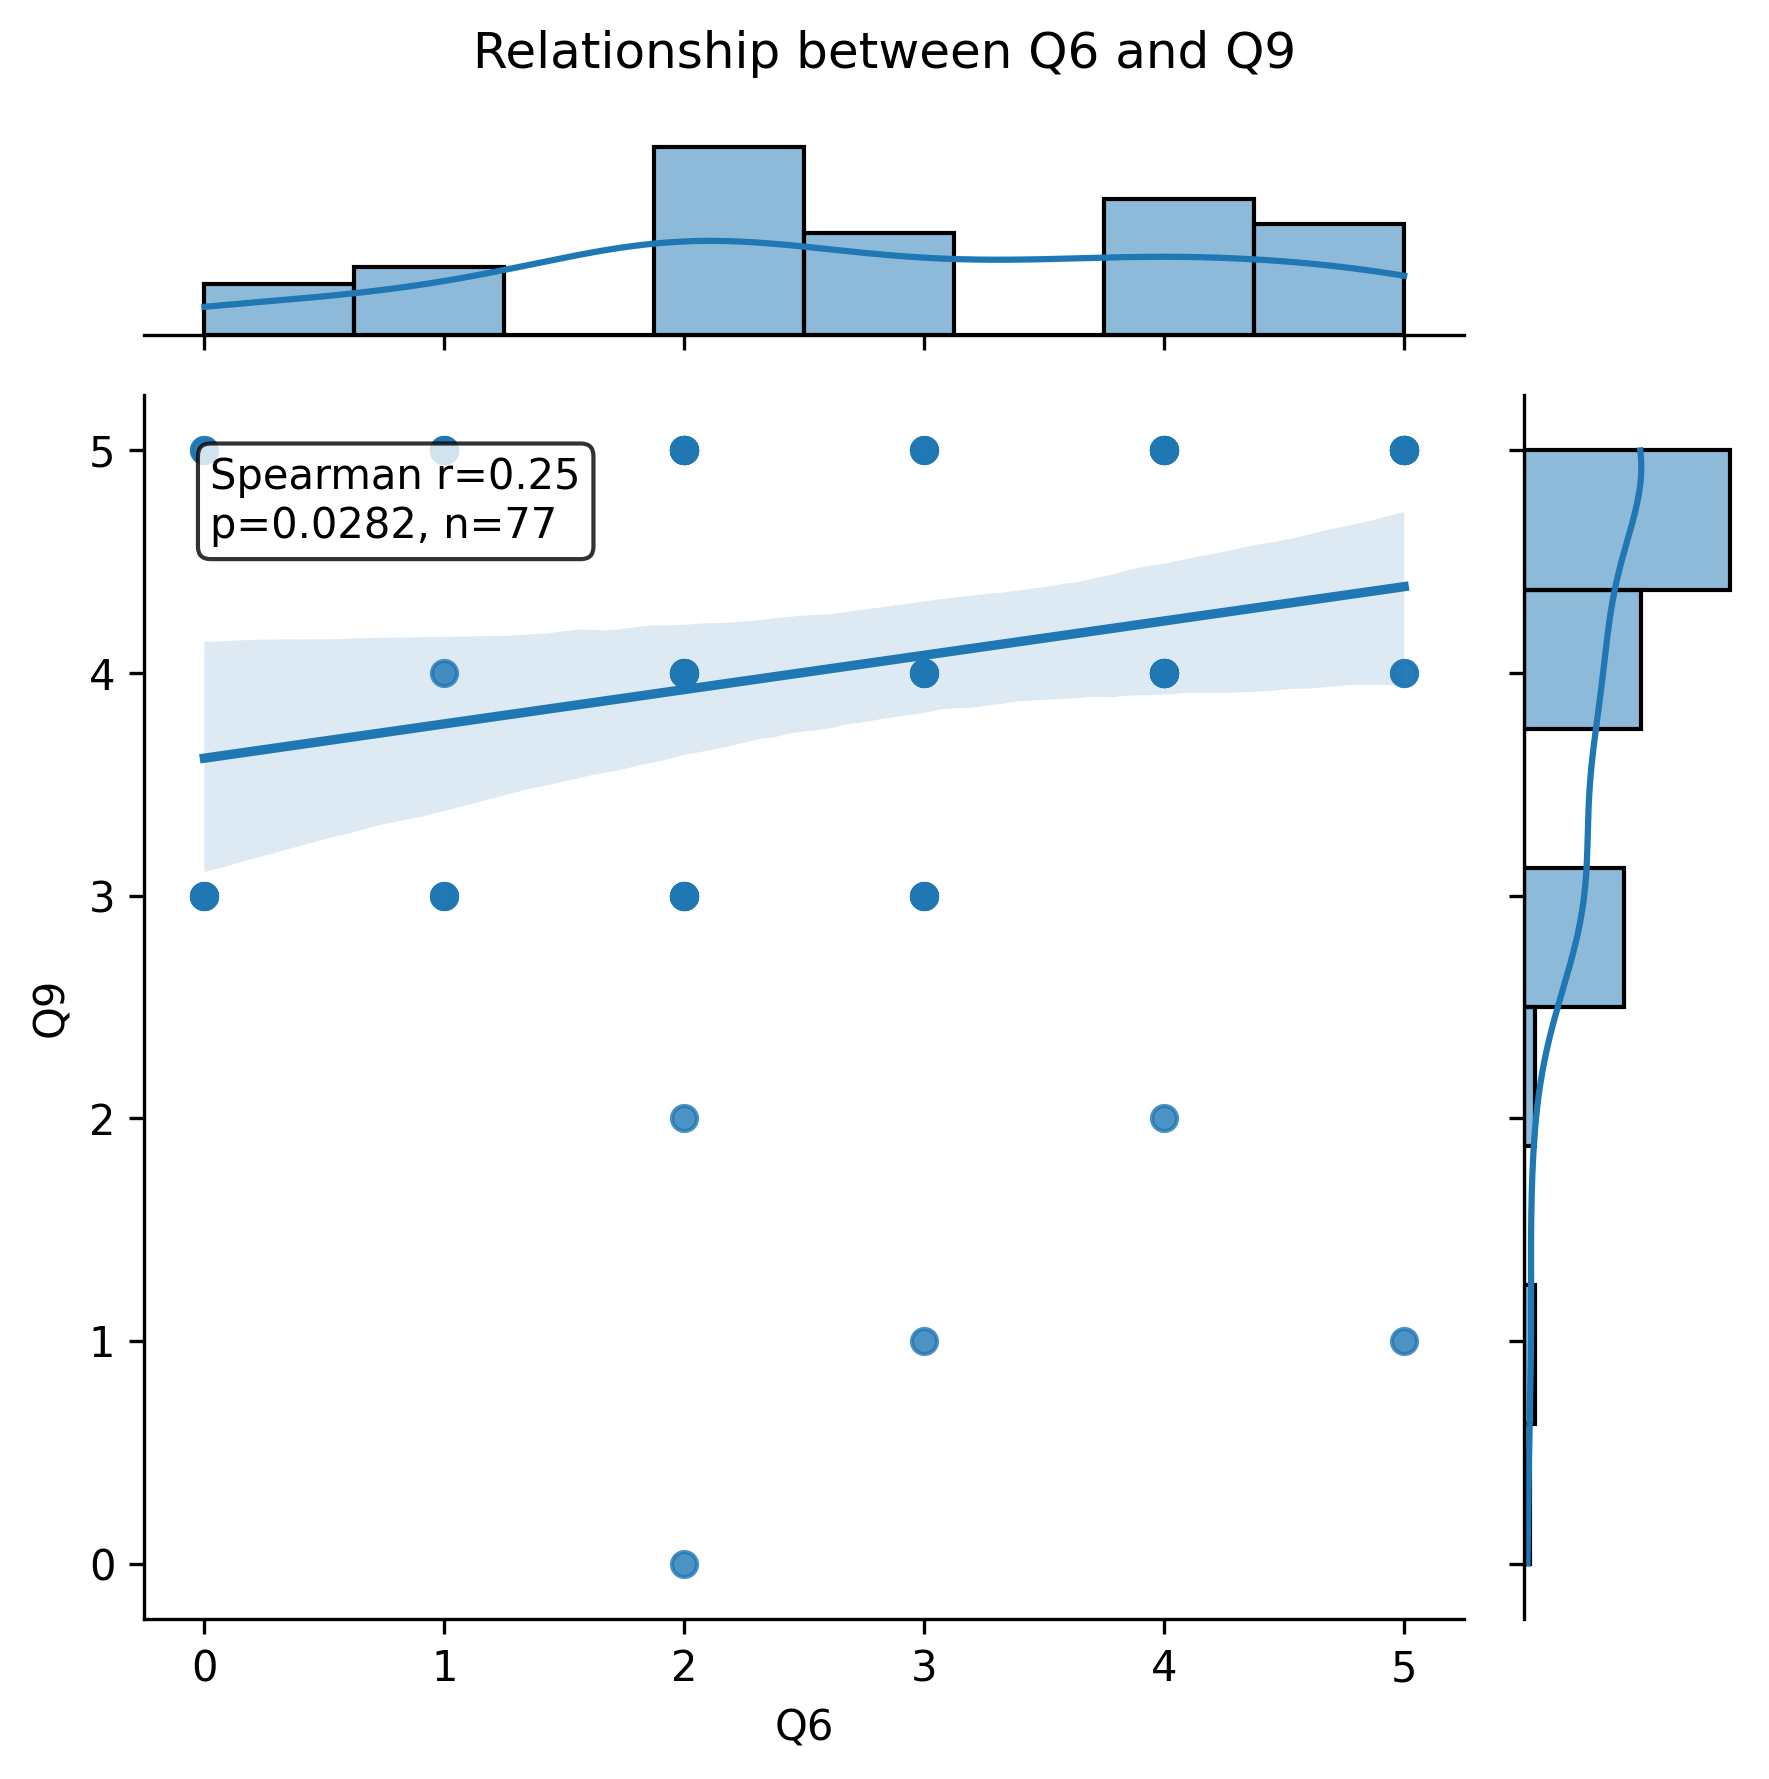 Relationship between Q6 and Q9
Spearman r=0.25
p=0.0282, n=77
5
4
3
2
1
0
Q9
0 1 2 3 4 5
Q6